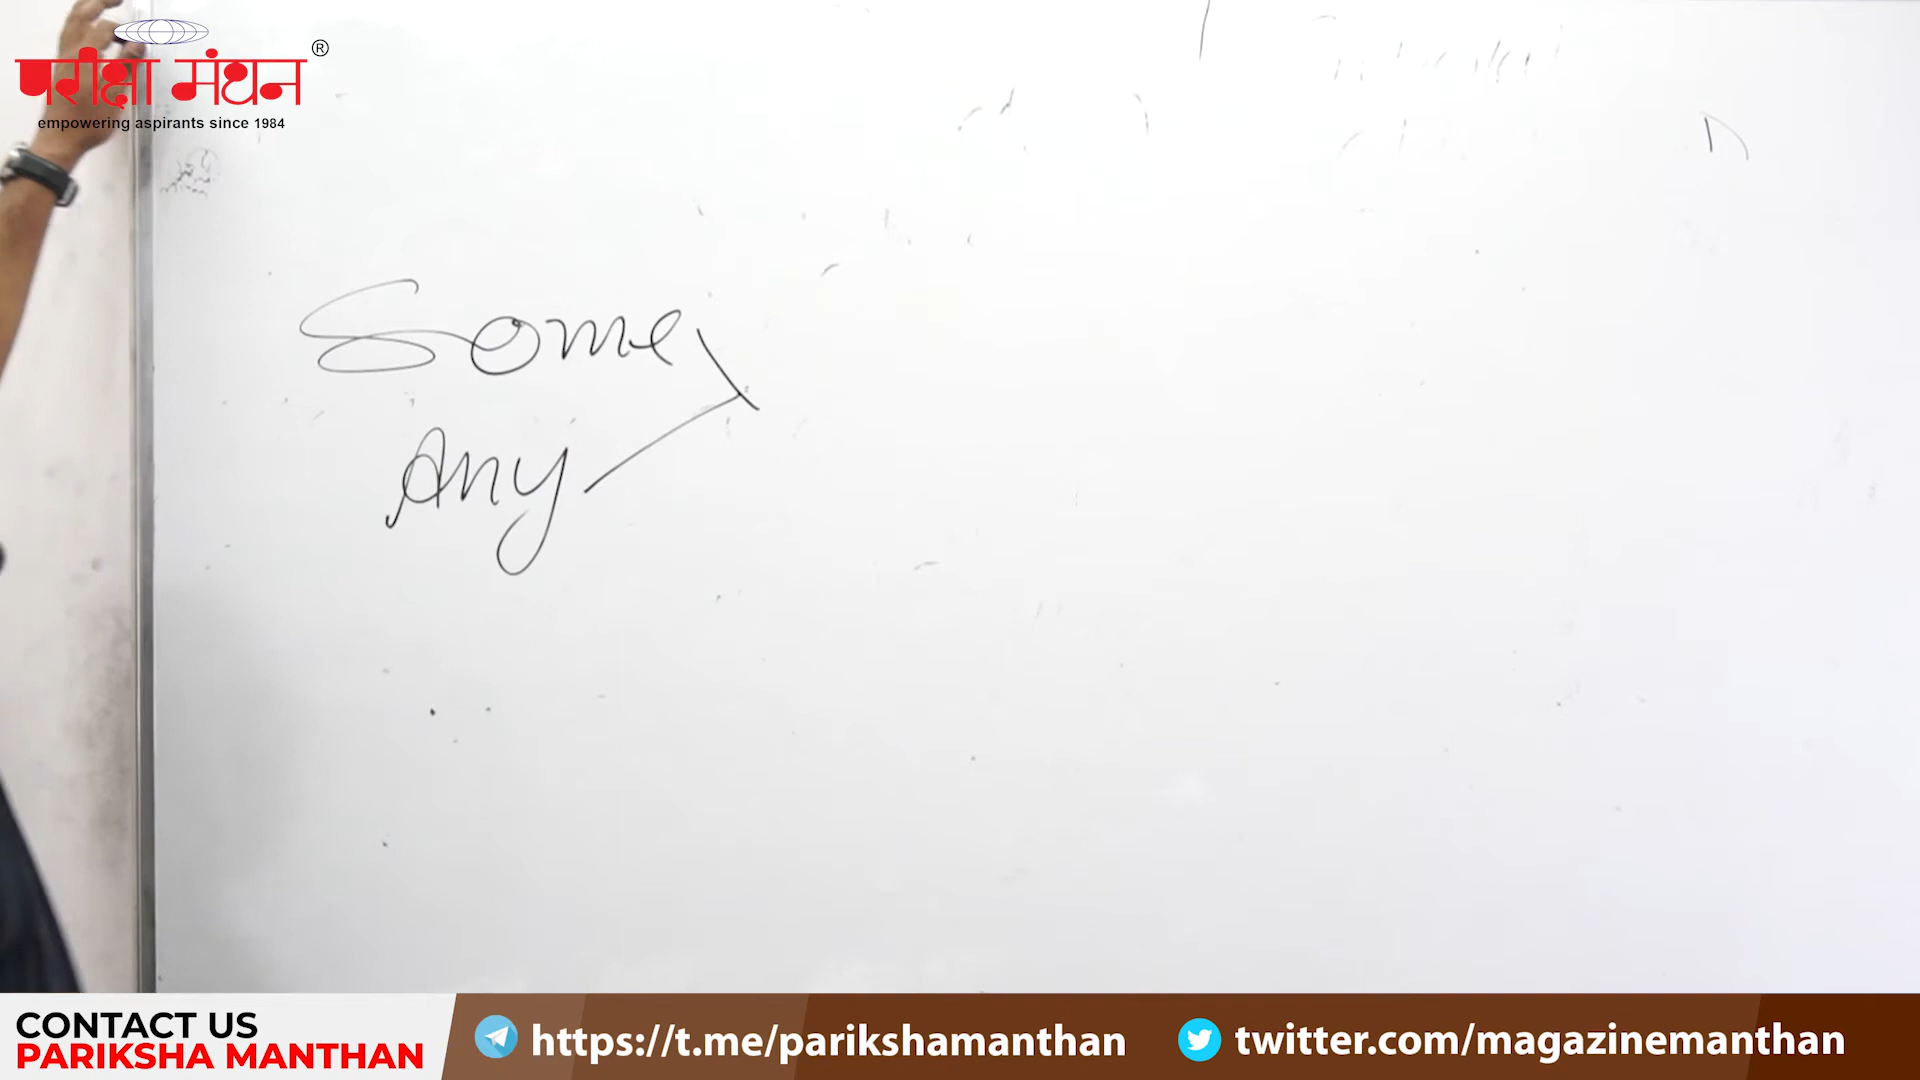 परीक्षा मंथन ®
empowering aspirants since 1984
Some
Any
CONTACT US
PARIKSHA MANTHAN
https://t.me/parikshamanthan
twitter.com/magazinemanthan